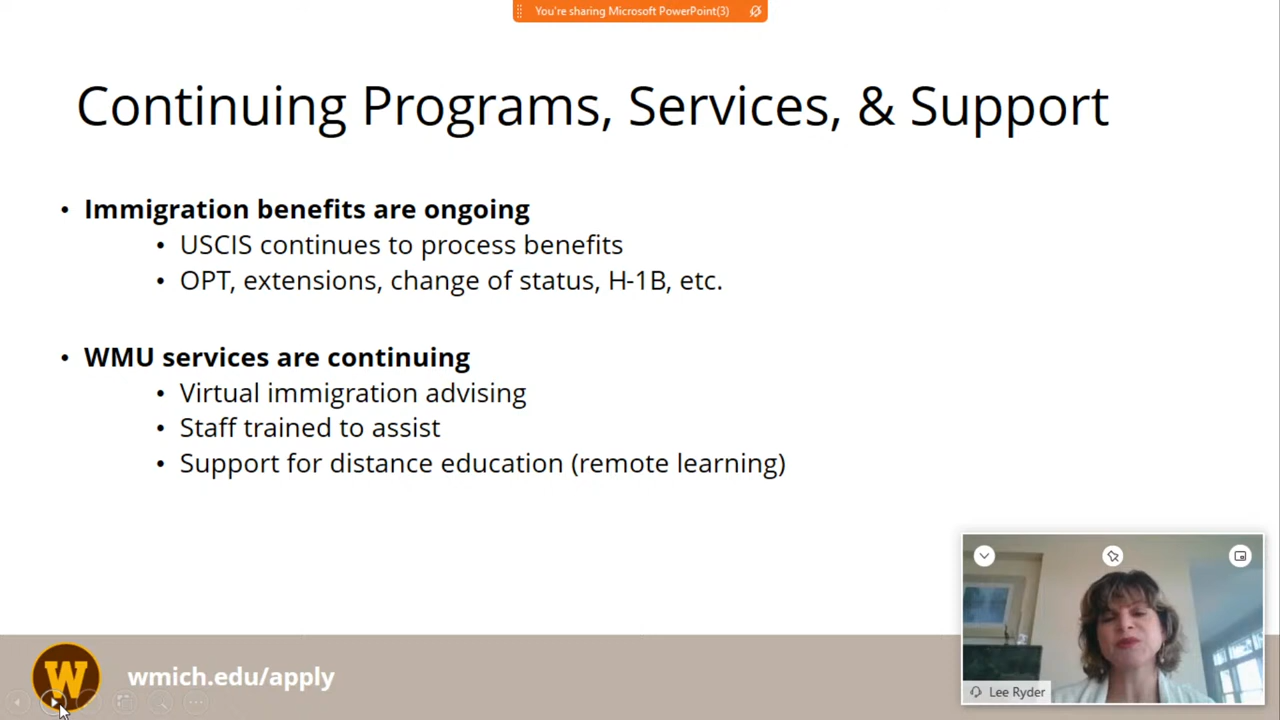 You're sharing Microsoft PowerPoint(3)
Continuing Programs, Services, & Support
• Immigration benefits are ongoing
• USCIS continues to process benefits
• OPT, extensions, change of status, H-1B, etc.
• WMU services are continuing
• Virtual immigration advising
• Staff trained to assist
• Support for distance education (remote learning)
W
wmich.edu/apply
Lee Ryder